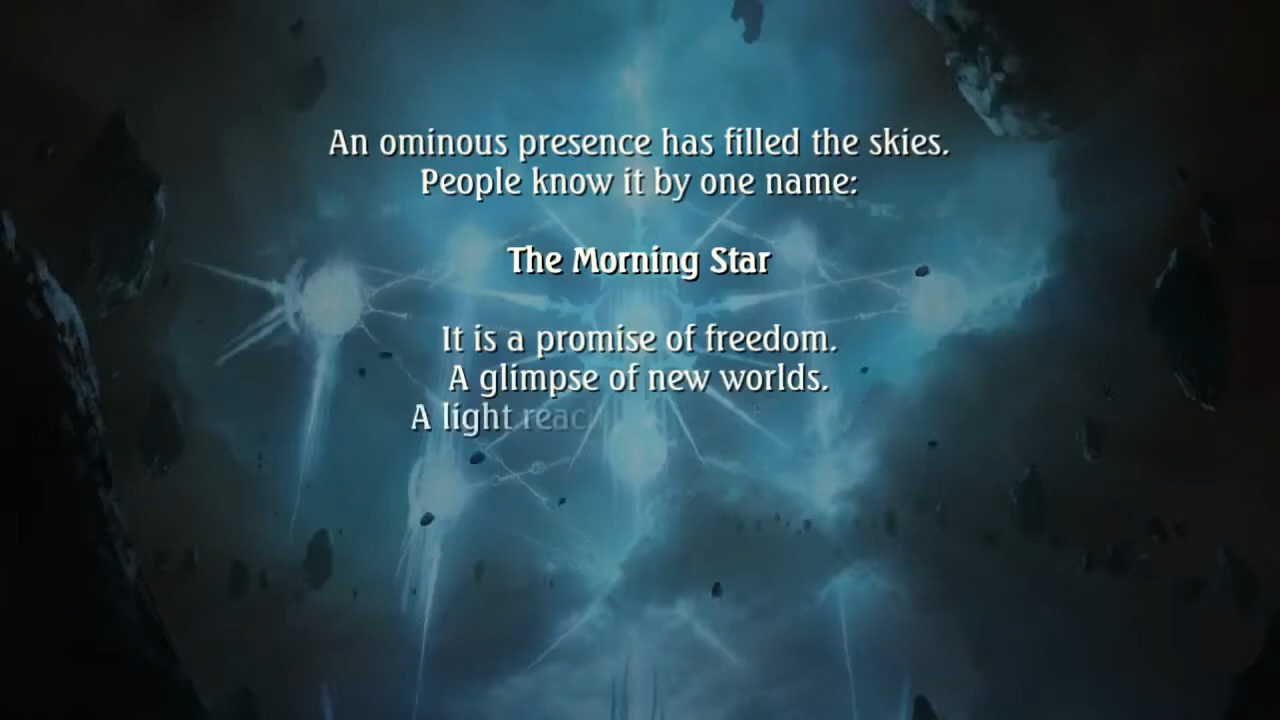 An ominous presence has filled the skies.
People know it by one name:
The Morning Star
It is a promise of freedom.
A glimpse of new worlds.
A light reac